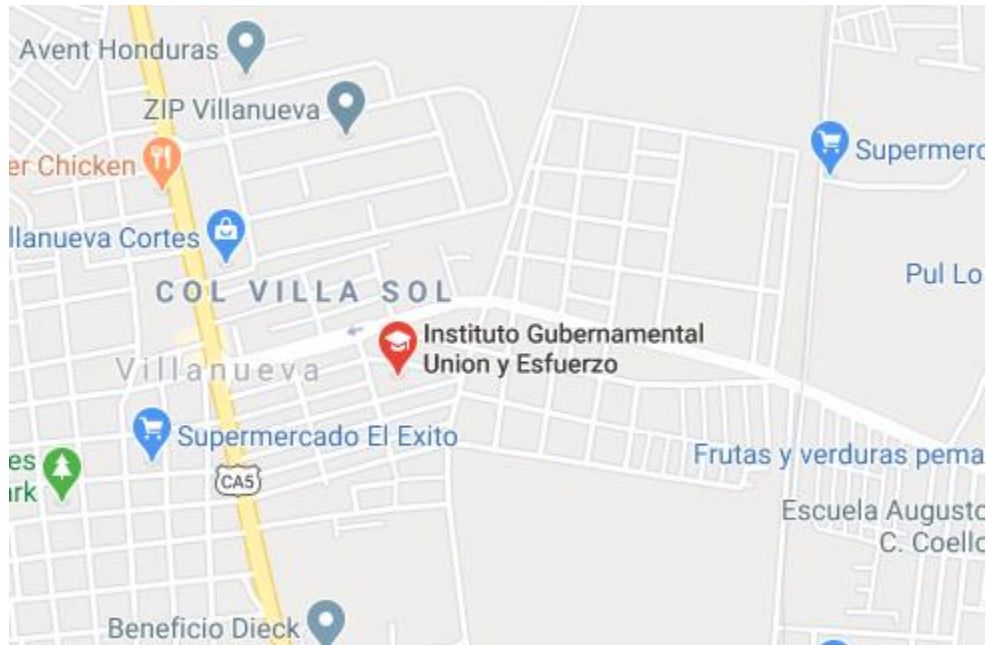 Avent Honduras
ZIP Villanueva
er Chicken
Supermerc
llanueva Cortes
Pul Lo
COL VILLA SOL
Instituto Gubernamental
Union y Esfuerzo
Villanueva
Supermercado El Exito
es
ark
CA5
Frutas y verduras pema
Escuela Augusto
C. Coello
Beneficio Dieck